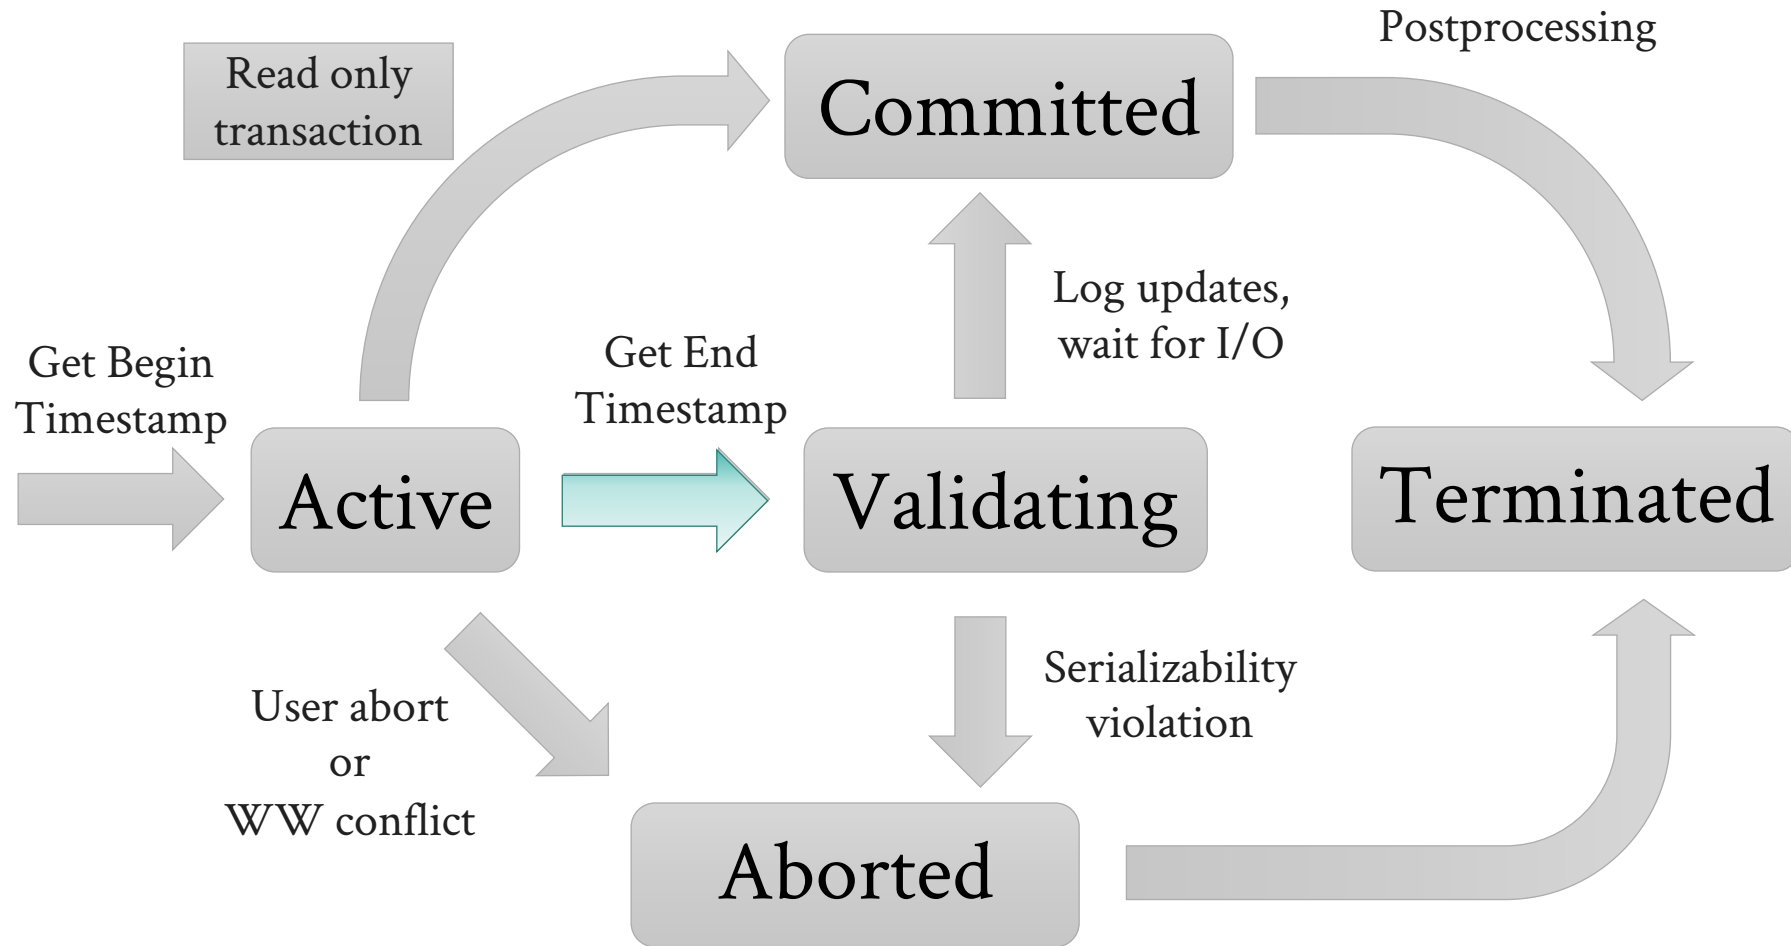 Postprocessing
Read only
transaction
Committed
Log updates,
wait for I/O
Get Begin
Timestamp
Get End
Timestamp
Active
Validating
Terminated
User abort
or
WW conflict
Serializability
violation
Aborted